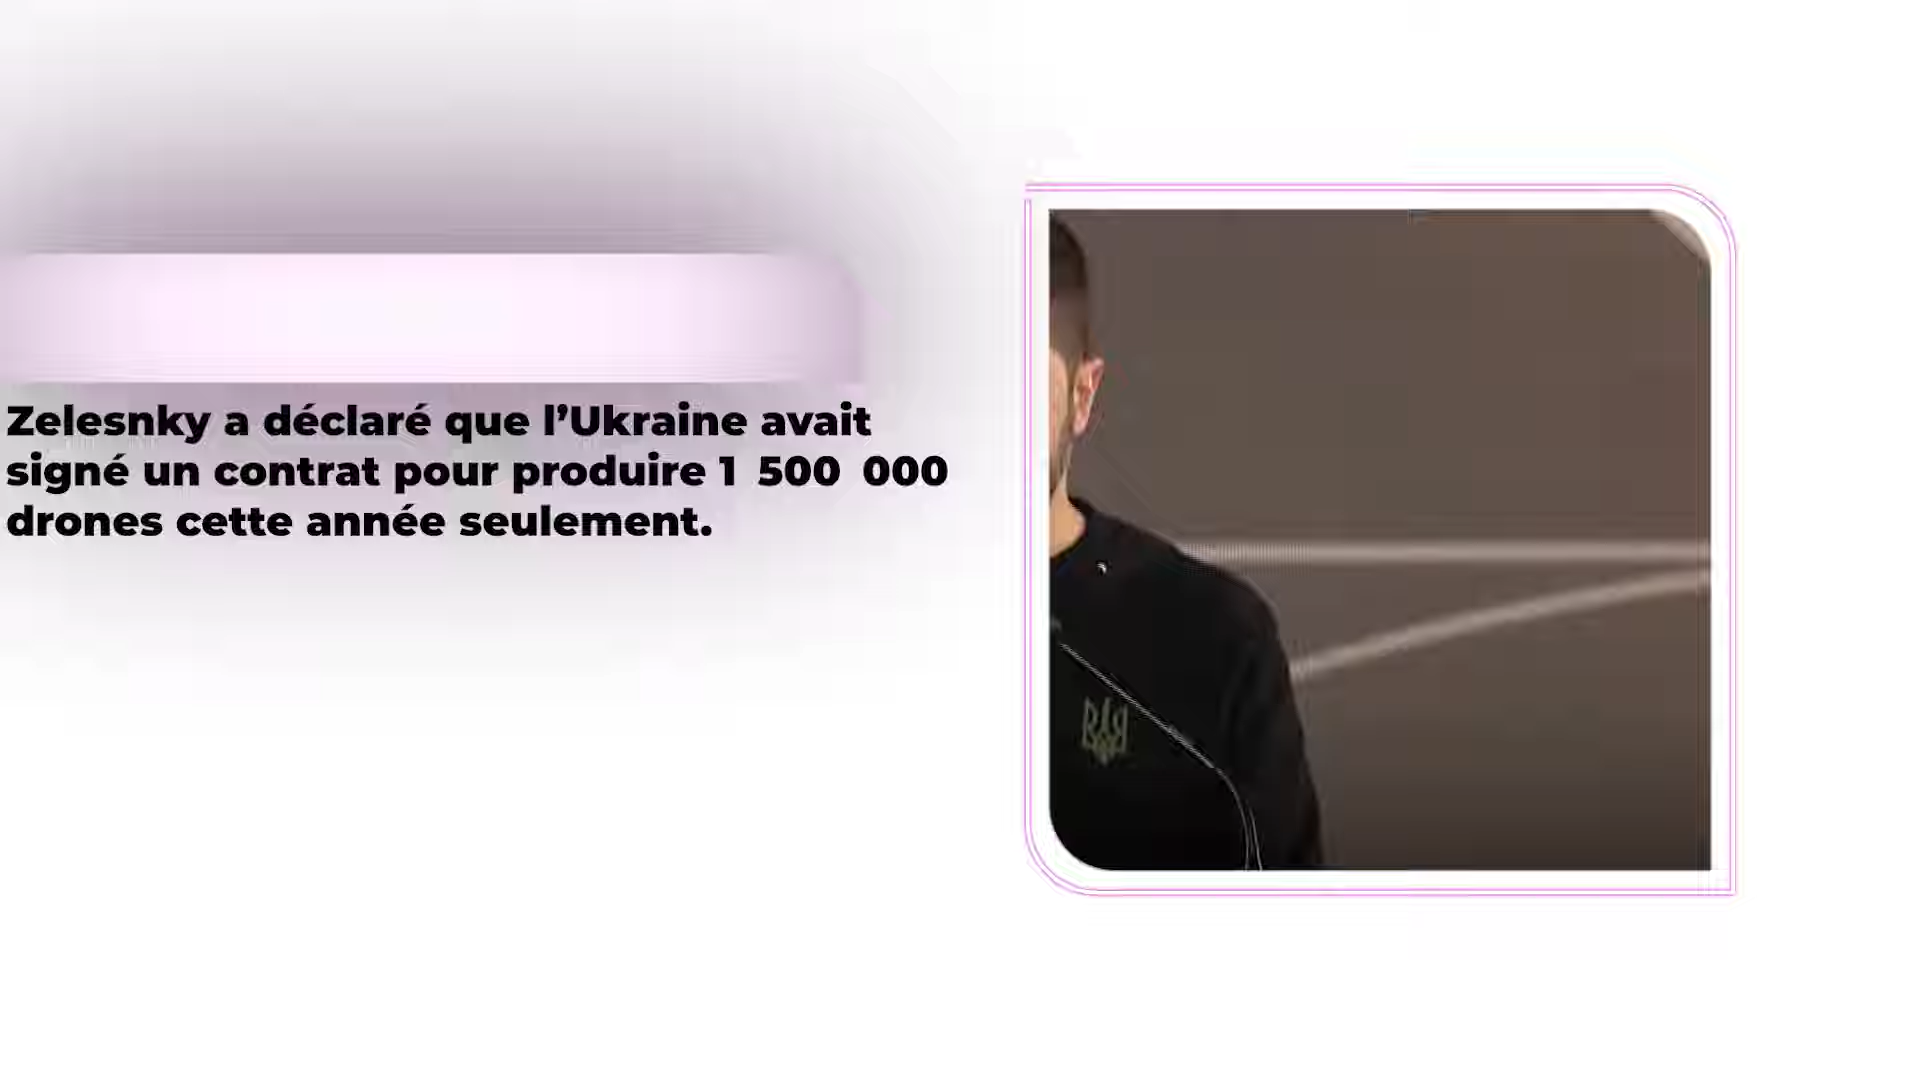 Zelesnky a déclaré que l’Ukraine avait
signé un contrat pour produire 1 500 000
drones cette année seulement.